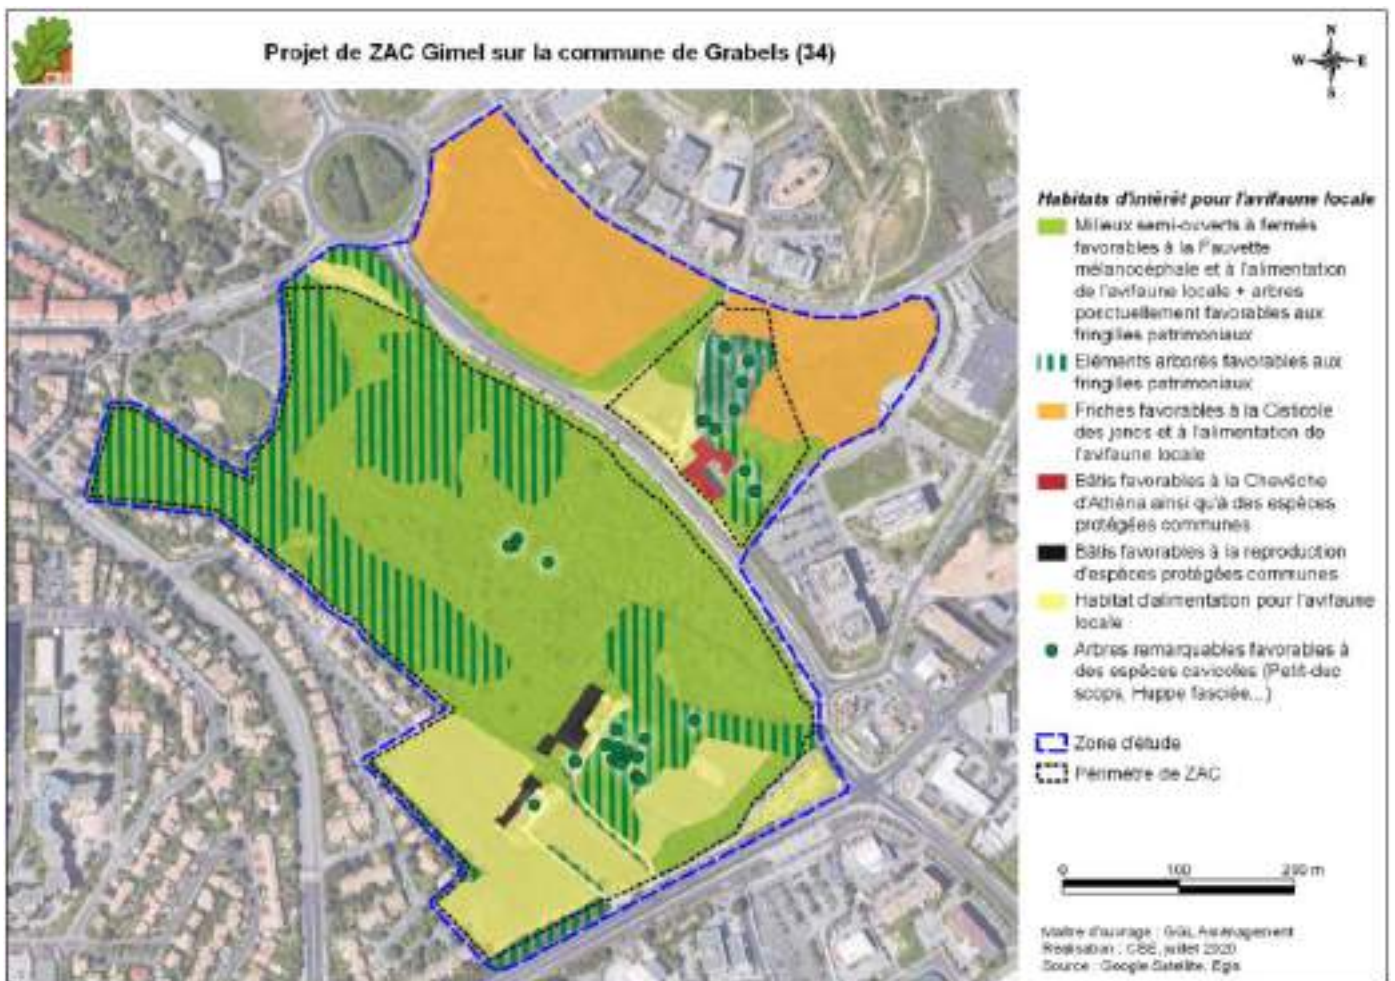 Projet de ZAC Gimel sur la commune de Grabels (34)
N
W E
S
Habitats d'intérêt pour l'avifaune locale
Milieux semi-ouverts à fermés
favorables à la Fauvette
mélanocéphale et à l'alimentation
de l'avifaune locale + arbres
ponctuellement favorables aux
fringilles patrimoniaux
Eléments arborés favorables aux
fringilles patrimoniaux
Friches favorables à la Cisticole
des joncs et à l'alimentation de
l'avifaune locale
Bâtis favorables à la Chevêche
d'Athéna ainsi qu'à des espèces
protégées communes
Bâtis favorables à la reproduction
d'espèces protégées communes
Habitat d'alimentation pour l'avifaune
locale
Arbres remarquables favorables à
des espèces cavicoles (Petit-duc
scops, Huppe fasciée...)
Zone d'étude
Périmètre de ZAC
0 100 200 m
Maître d'ouvrage : GGL Aménagement
Réalisation : CBE, juillet 2020
Source : Google Satellite, Egis